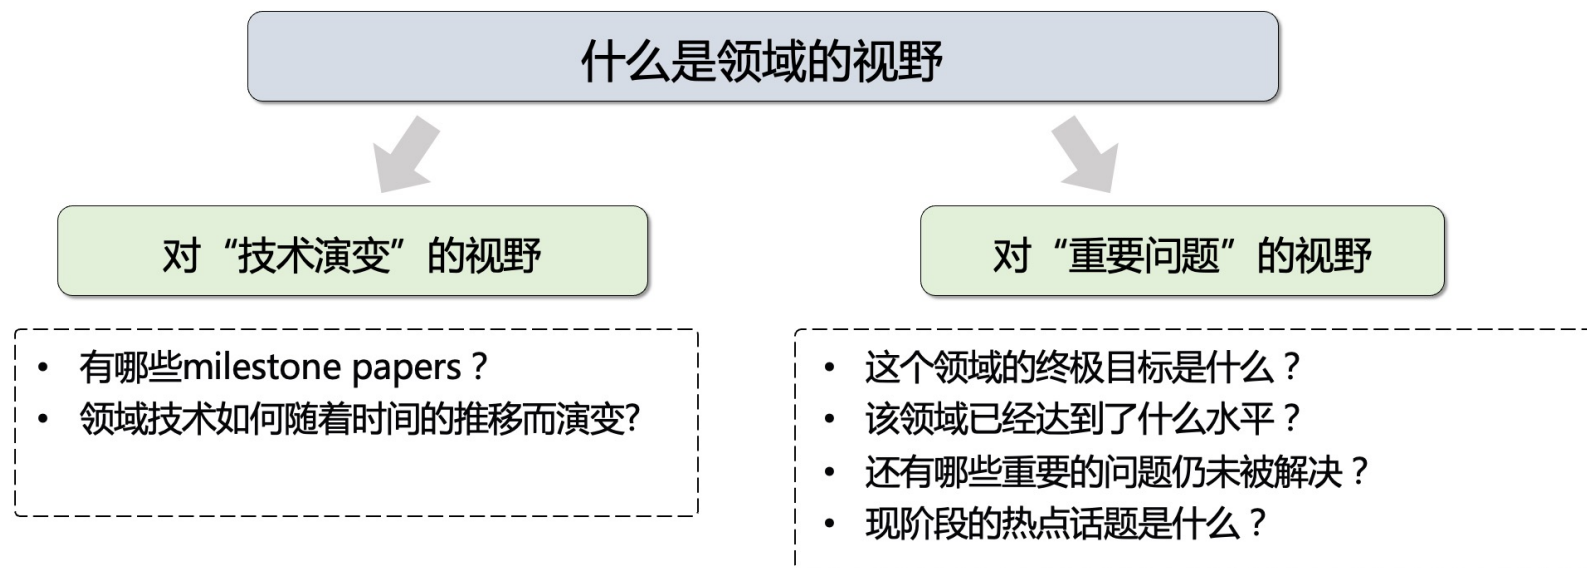 什么是领域的视野
对“技术演变”的视野
有哪些milestone papers？
领域技术如何随着时间的推移而演变?
对“重要问题”的视野
这个领域的终极目标是什么？
该领域已经达到了什么水平？
还有哪些重要的问题仍未被解决？
现阶段的热点话题是什么？